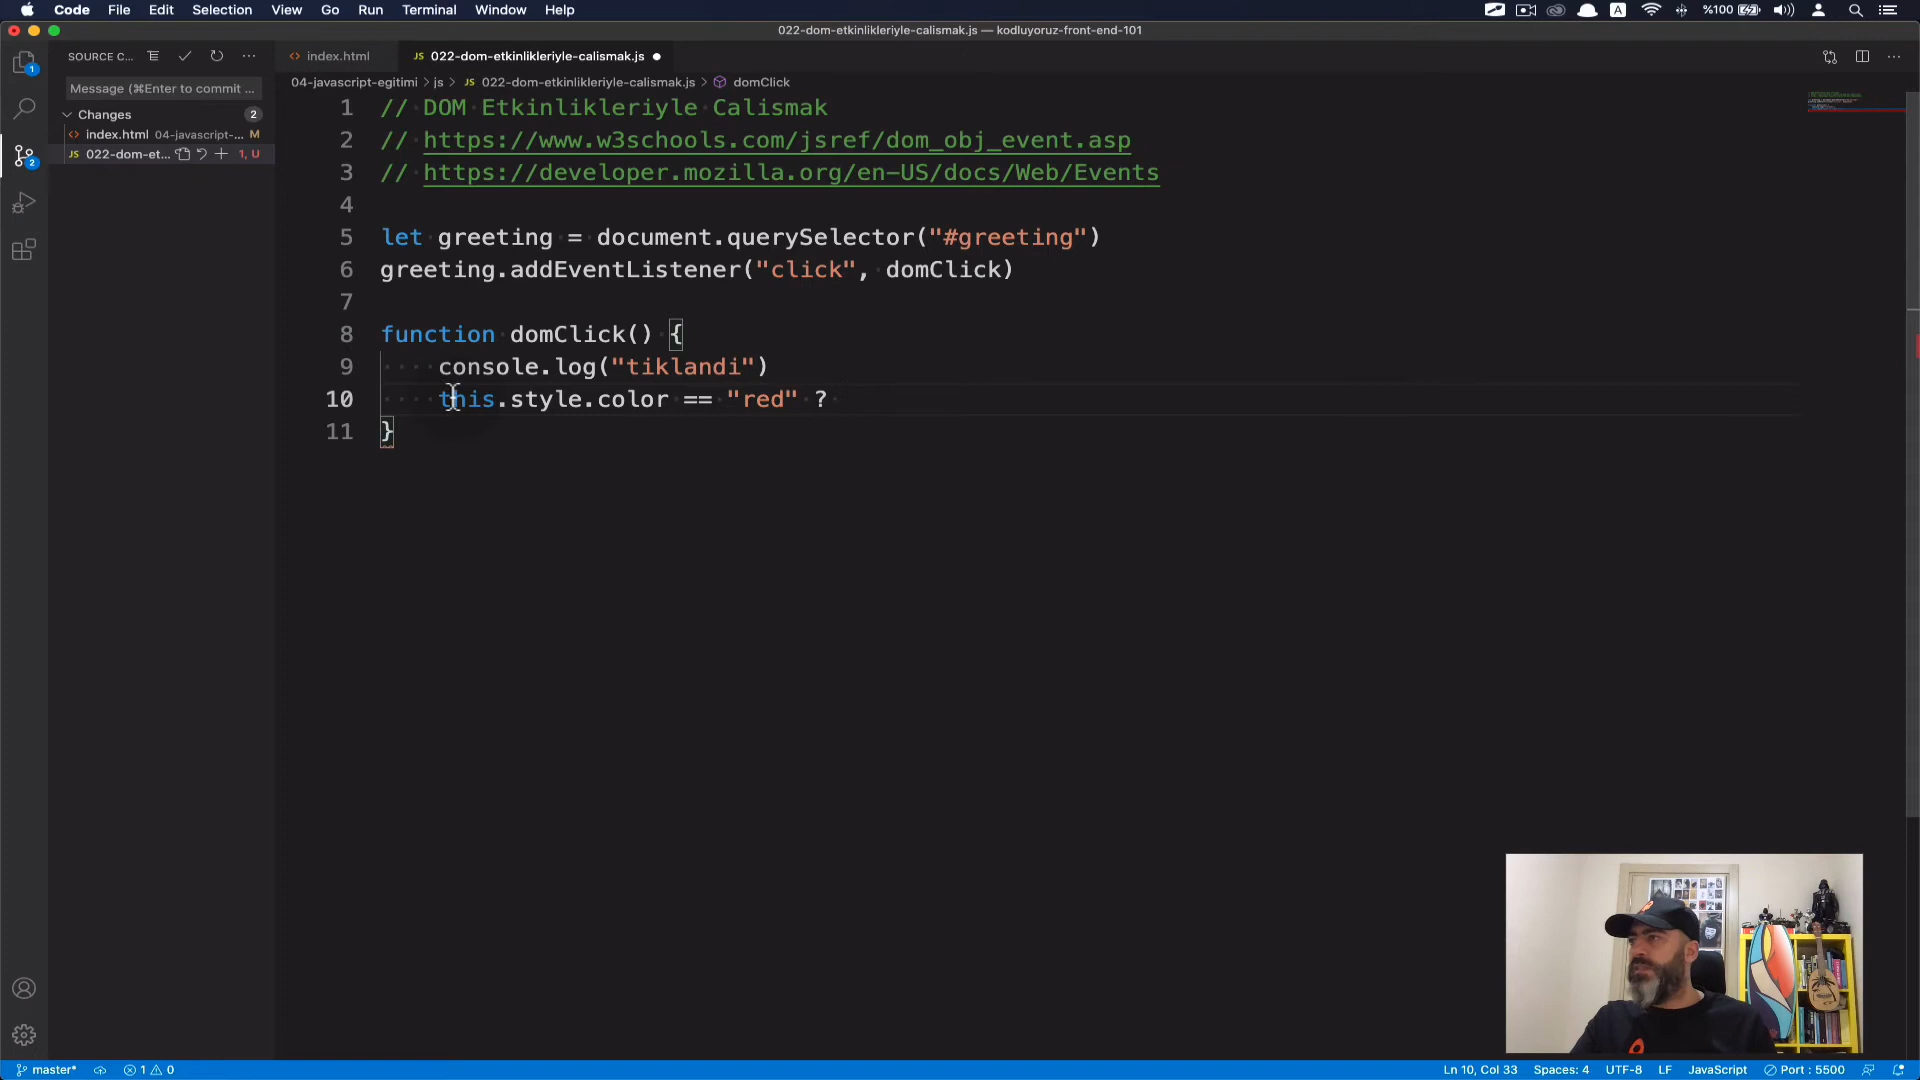 Code File Edit Selection View Go Run Terminal Window Help A %100
022-dom-etkinlikleriyle-calismak.js — kodluyoruz-front-end-101
SOURCE C... ...
index.html JS 022-dom-etkinlikleriyle-calismak.js
04-javascript-egitimi > js > JS 022-dom-etkinlikleriyle-calismak.js > domClick
Message (⌘Enter to commit ...
Changes 2
index.html 04-javascript-... M
JS 022-dom-et... 1, U
1 // DOM Etkinlikleriyle Calismak
2 // https://www.w3schools.com/jsref/dom_obj_event.asp
3 // https://developer.mozilla.org/en-US/docs/Web/Events
4
5 let greeting = document.querySelector("#greeting")
6 greeting.addEventListener("click", domClick)
7
8 function domClick() {
9 console.log("tiklandi")
10 this.style.color == "red" ?
11 }
1
2
master* 1 0 Ln 10, Col 33 Spaces: 4 UTF-8 LF JavaScript Port : 5500